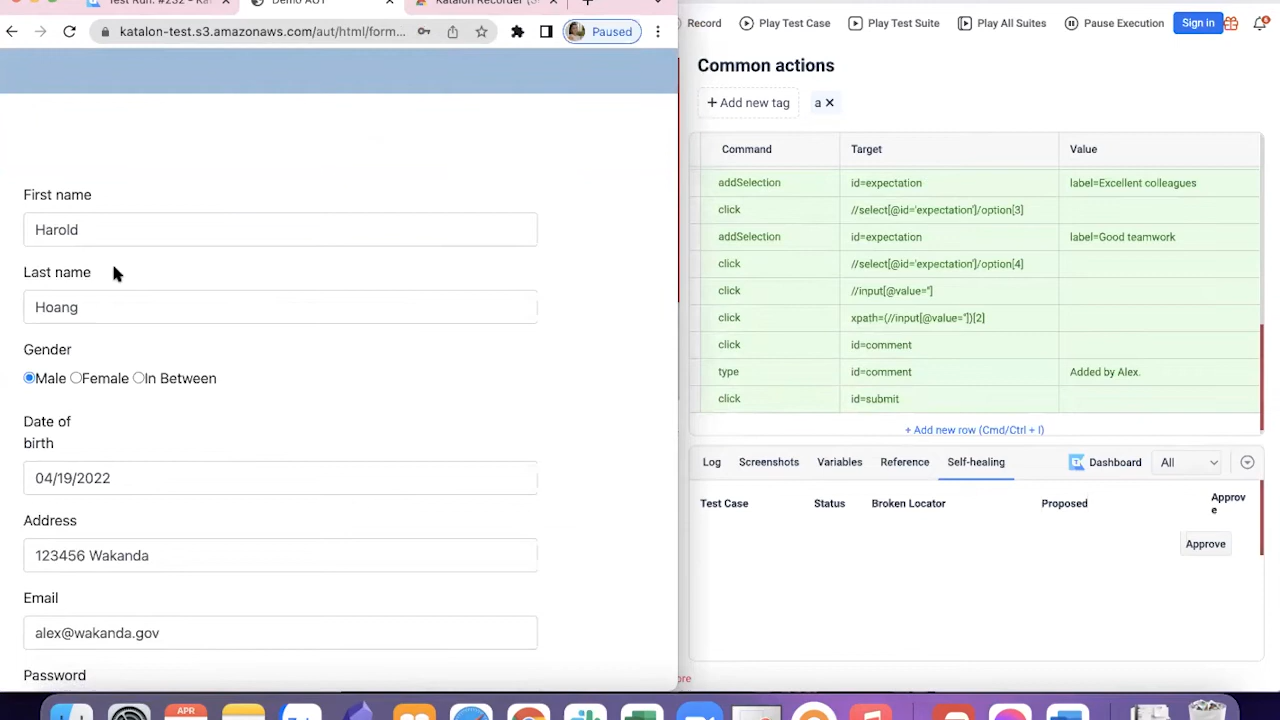 Test Run: #232 - Ka
Demo AUT
Katalon Recorder (S
katalon-test.s3.amazonaws.com/aut/html/form...
Paused
First name
Harold
Last name
Hoang
Gender
Male Female In Between
Date of
birth
04/19/2022
Address
123456 Wakanda
Email
alex@wakanda.gov
Password
Record Play Test Case Play Test Suite Play All Suites Pause Execution Sign in
Common actions
+ Add new tag a ✕
Command Target Value
addSelection id=expectation label=Excellent colleagues
click //select[@id='expectation']/option[3]
addSelection id=expectation label=Good teamwork
click //select[@id='expectation']/option[4]
click //input[@value='']
click xpath=(//input[@value=''])[2]
click id=comment
type id=comment Added by Alex.
click id=submit
+ Add new row (Cmd/Ctrl + I)
Log Screenshots Variables Reference Self-healing Dashboard All
Test Case Status Broken Locator Proposed Approv
e
Approve
APR